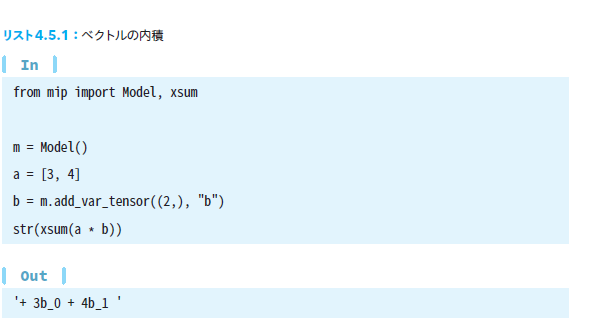 リスト4.5.1：ベクトルの内積
In
from mip import Model, xsum
m = Model()
a = [3, 4]
b = m.add_var_tensor((2,), "b")
str(xsum(a * b))
Out
'+ 3b_0 + 4b_1 '